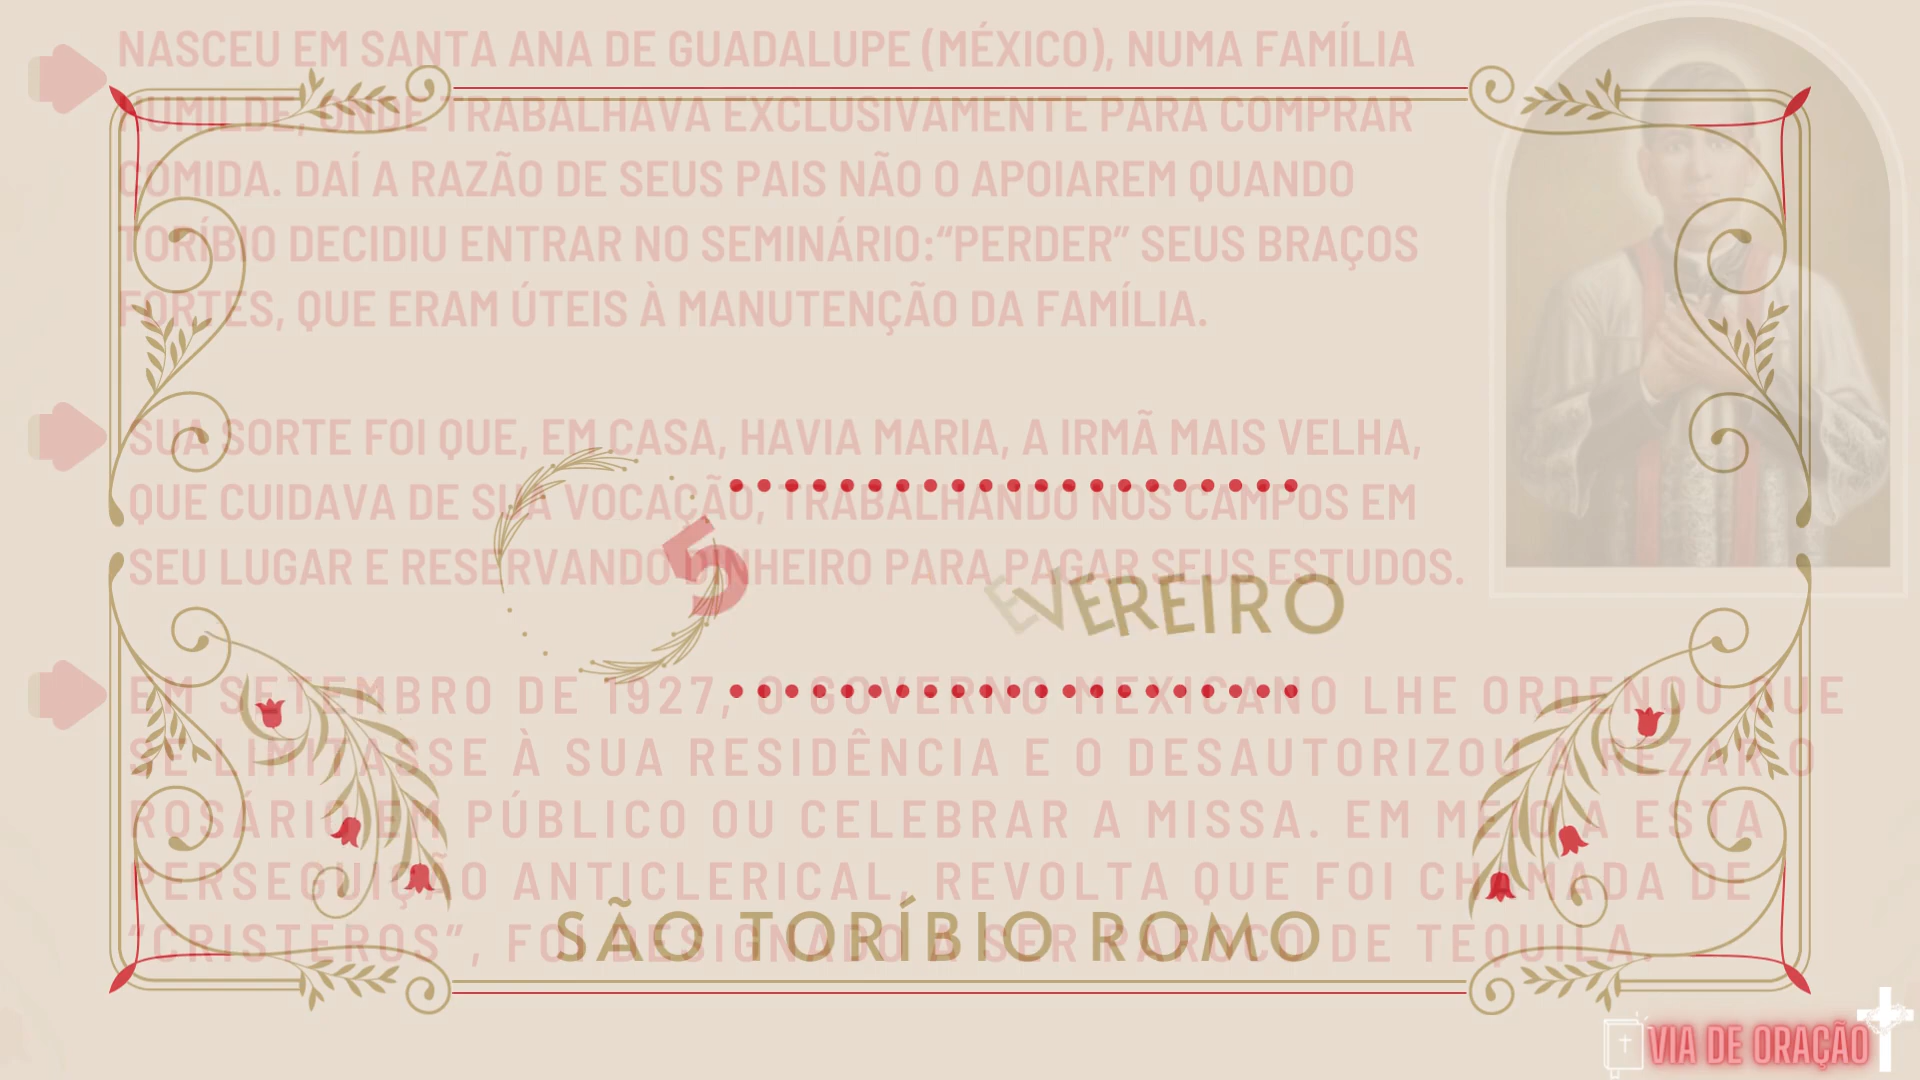 NASCEU EM SANTA ANA DE GUADALUPE (MÉXICO), NUMA FAMÍLIA
HUMILDE, ONDE TRABALHAVA EXCLUSIVAMENTE PARA COMPRAR
COMIDA. DAÍ A RAZÃO DE SEUS PAIS NÃO O APOIAREM QUANDO
TORÍBIO DECIDIU ENTRAR NO SEMINÁRIO:“PERDER” SEUS BRAÇOS
FORTES, QUE ERAM ÚTEIS À MANUTENÇÃO DA FAMÍLIA.
SUA SORTE FOI QUE, EM CASA, HAVIA MARIA, A IRMÃ MAIS VELHA,
QUE CUIDAVA DE SUA VOCAÇÃO, TRABALHANDO NOS CAMPOS EM
SEU LUGAR E RESERVANDO DINHEIRO PARA PAGAR SEUS ESTUDOS.
5
EVEREIRO
EM SETEMBRO DE 1927, O GOVERNO MEXICANO LHE ORDENOU QUE
SE LIMITASSE À SUA RESIDÊNCIA E O DESAUTORIZOU A REZAR O
ROSÁRIO EM PÚBLICO OU CELEBRAR A MISSA. EM MEIO A ESTA
PERSEGUIÇÃO ANTICLERICAL, REVOLTA QUE FOI CHAMADA DE
“CRISTEROS”, FOI DESIGNADO A SER PÁROCO DE TEQUILA.
SÃO TORÍBIO ROMO
VIA DE ORAÇÃO